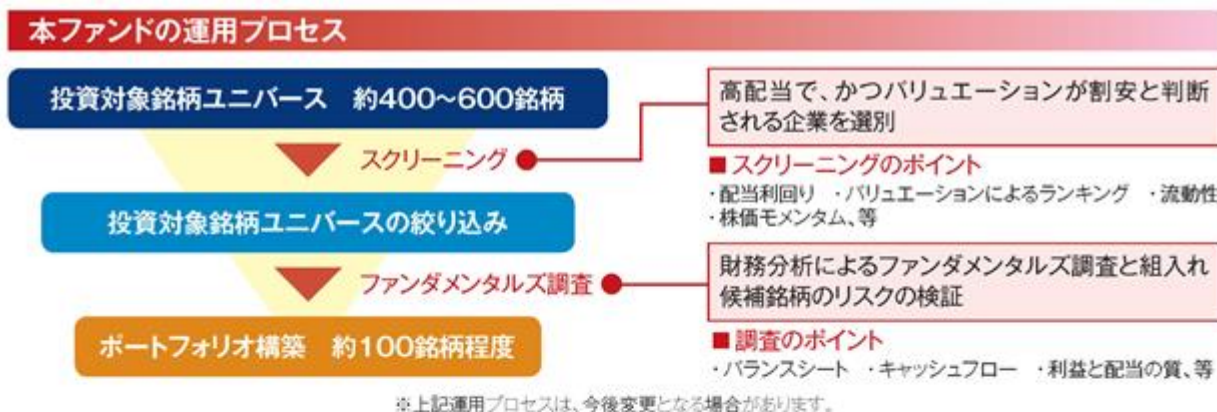 本ファンドの運用プロセス
投資対象銘柄ユニバース 約400～600銘柄
スクリーニング
高配当で、かつバリュエーションが割安と判断
される企業を選別
■スクリーニングのポイント
・配当利回り ・バリュエーションによるランキング ・流動性
・株価モメンタム、等
投資対象銘柄ユニバースの絞り込み
ファンダメンタルズ調査
財務分析によるファンダメンタルズ調査と組入れ
候補銘柄のリスクの検証
■調査のポイント
・バランスシート ・キャッシュフロー ・利益と配当の質、等
ポートフォリオ構築 約100銘柄程度
※上記運用プロセスは、今後変更となる場合があります。